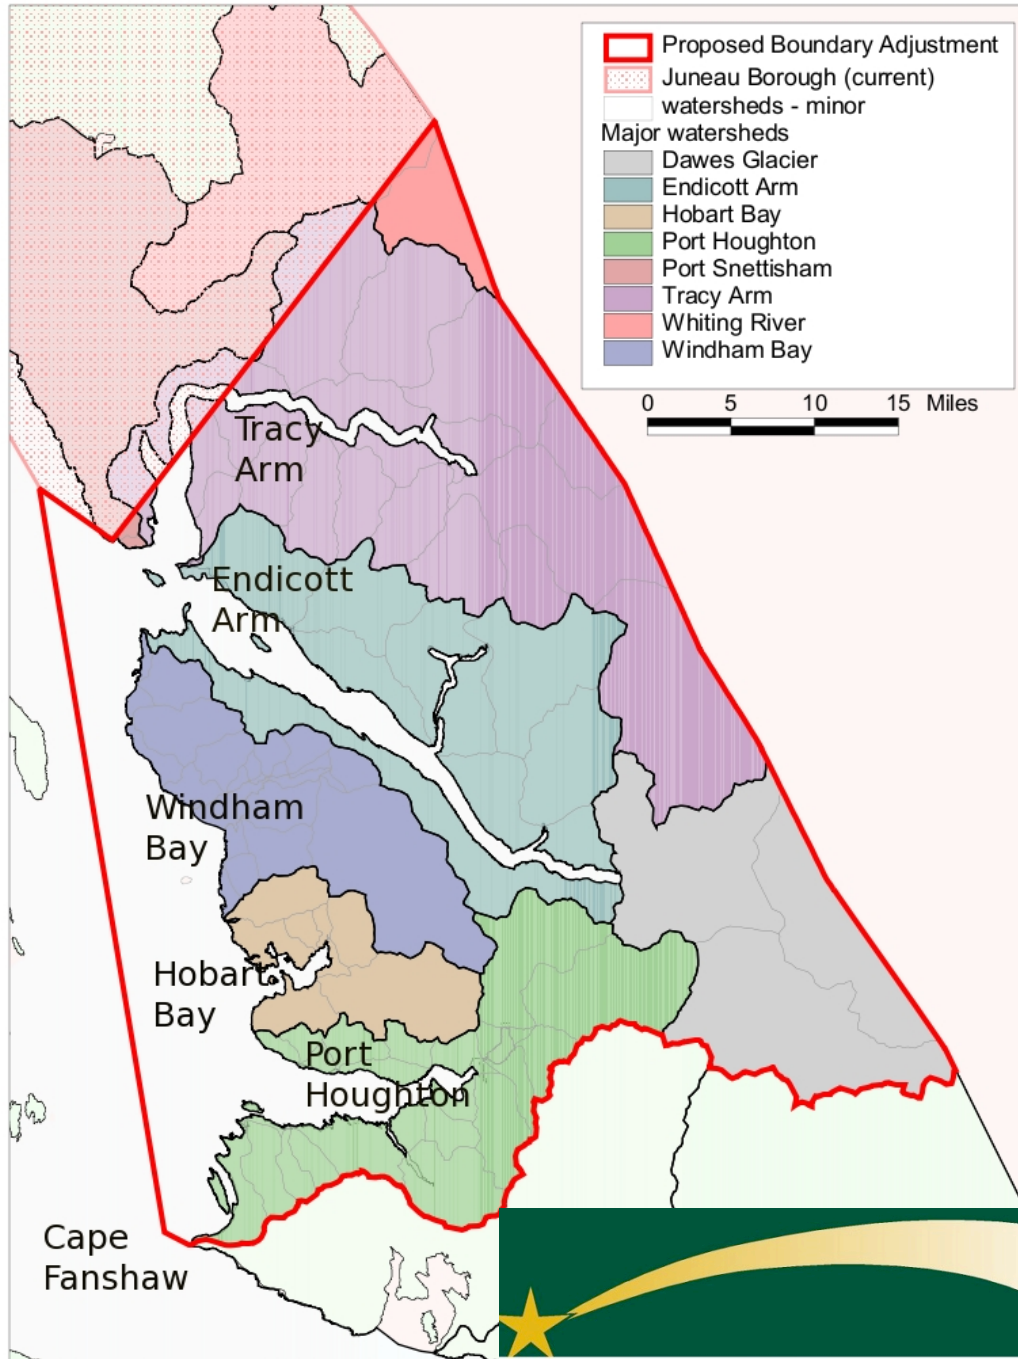 Proposed Boundary Adjustment
Juneau Borough (current)
watersheds - minor
Major watersheds
Dawes Glacier
Endicott Arm
Hobart Bay
Port Houghton
Port Snettisham
Tracy Arm
Whiting River
Windham Bay
0 5 10 15 Miles
Tracy
Arm
Endicott
Arm
Windham
Bay
Hobart
Bay
Port
Houghton
Cape
Fanshaw